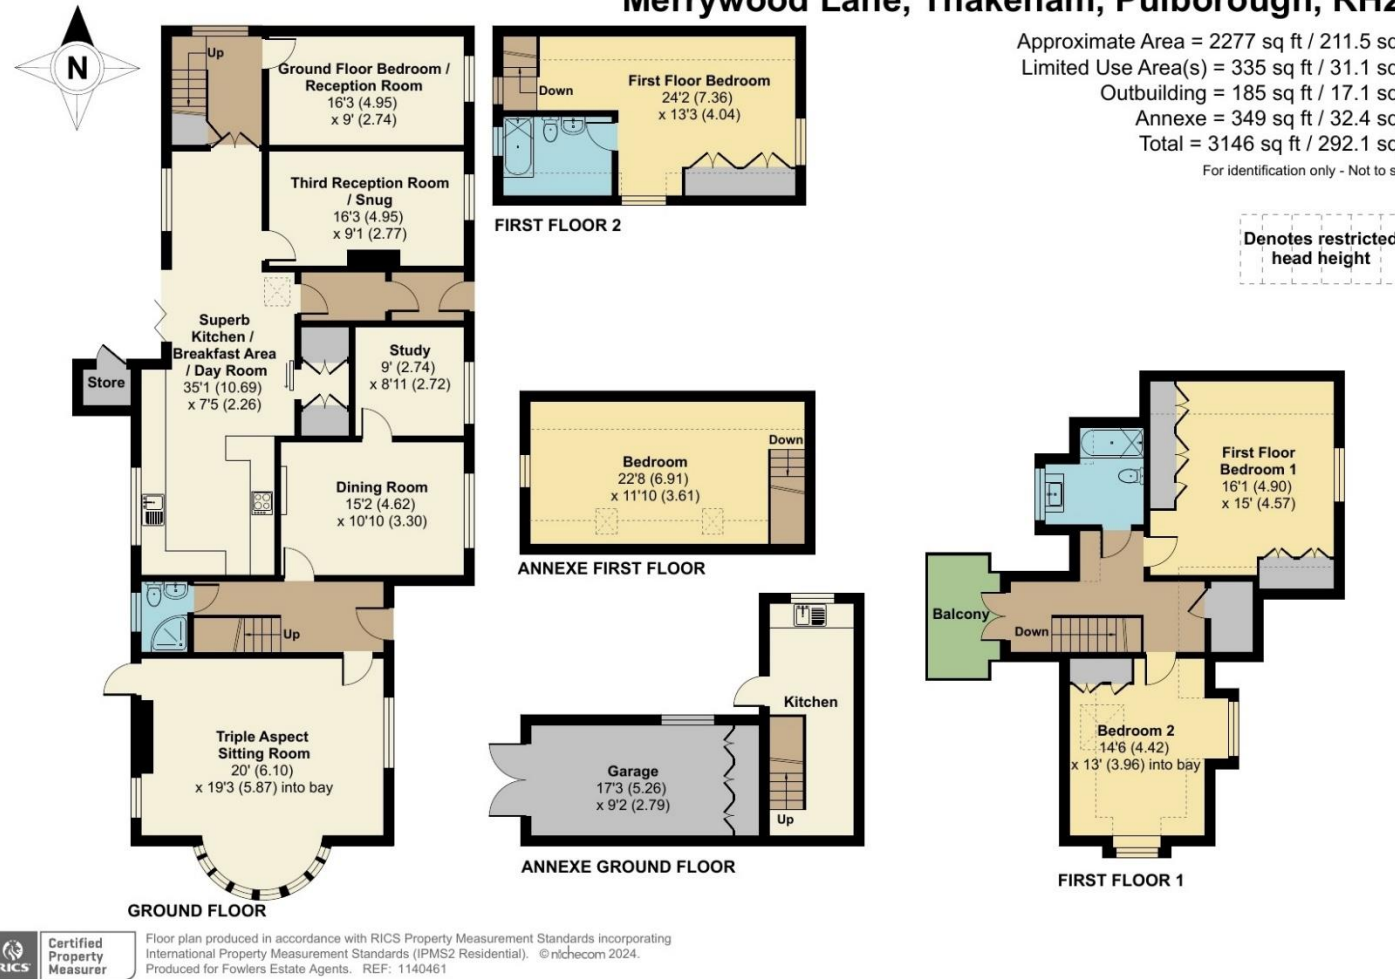 Merrywood Lane, Thakeham, Pulborough, RH2
Approximate Area = 2277 sq ft / 211.5 sq
Limited Use Area(s) = 335 sq ft / 31.1 sq
Outbuilding = 185 sq ft / 17.1 sq
Annexe = 349 sq ft / 32.4 sq
Total = 3146 sq ft / 292.1 sq
For identification only - Not to s
Denotes restricted
head height
N
Up
Ground Floor Bedroom /
Reception Room
16'3 (4.95)
x 9' (2.74)
Third Reception Room
/ Snug
16'3 (4.95)
x 9'1 (2.77)
Superb
Kitchen /
Breakfast Area
/ Day Room
35'1 (10.69)
x 7'5 (2.26)
Store
Study
9' (2.74)
x 8'11 (2.72)
Dining Room
15'2 (4.62)
x 10'10 (3.30)
Up
Triple Aspect
Sitting Room
20' (6.10)
x 19'3 (5.87) into bay
GROUND FLOOR
Down
First Floor Bedroom
24'2 (7.36)
x 13'3 (4.04)
FIRST FLOOR 2
Down
Bedroom
22'8 (6.91)
x 11'10 (3.61)
ANNEXE FIRST FLOOR
Kitchen
Garage
17'3 (5.26)
x 9'2 (2.79)
Up
ANNEXE GROUND FLOOR
First Floor
Bedroom 1
16'1 (4.90)
x 15' (4.57)
Balcony
Down
Bedroom 2
14'6 (4.42)
x 13' (3.96) into bay
FIRST FLOOR 1
RICS
Certified
Property
Measurer
Floor plan produced in accordance with RICS Property Measurement Standards incorporating
International Property Measurement Standards (IPMS2 Residential). © nichecom 2024.
Produced for Fowlers Estate Agents. REF: 1140461